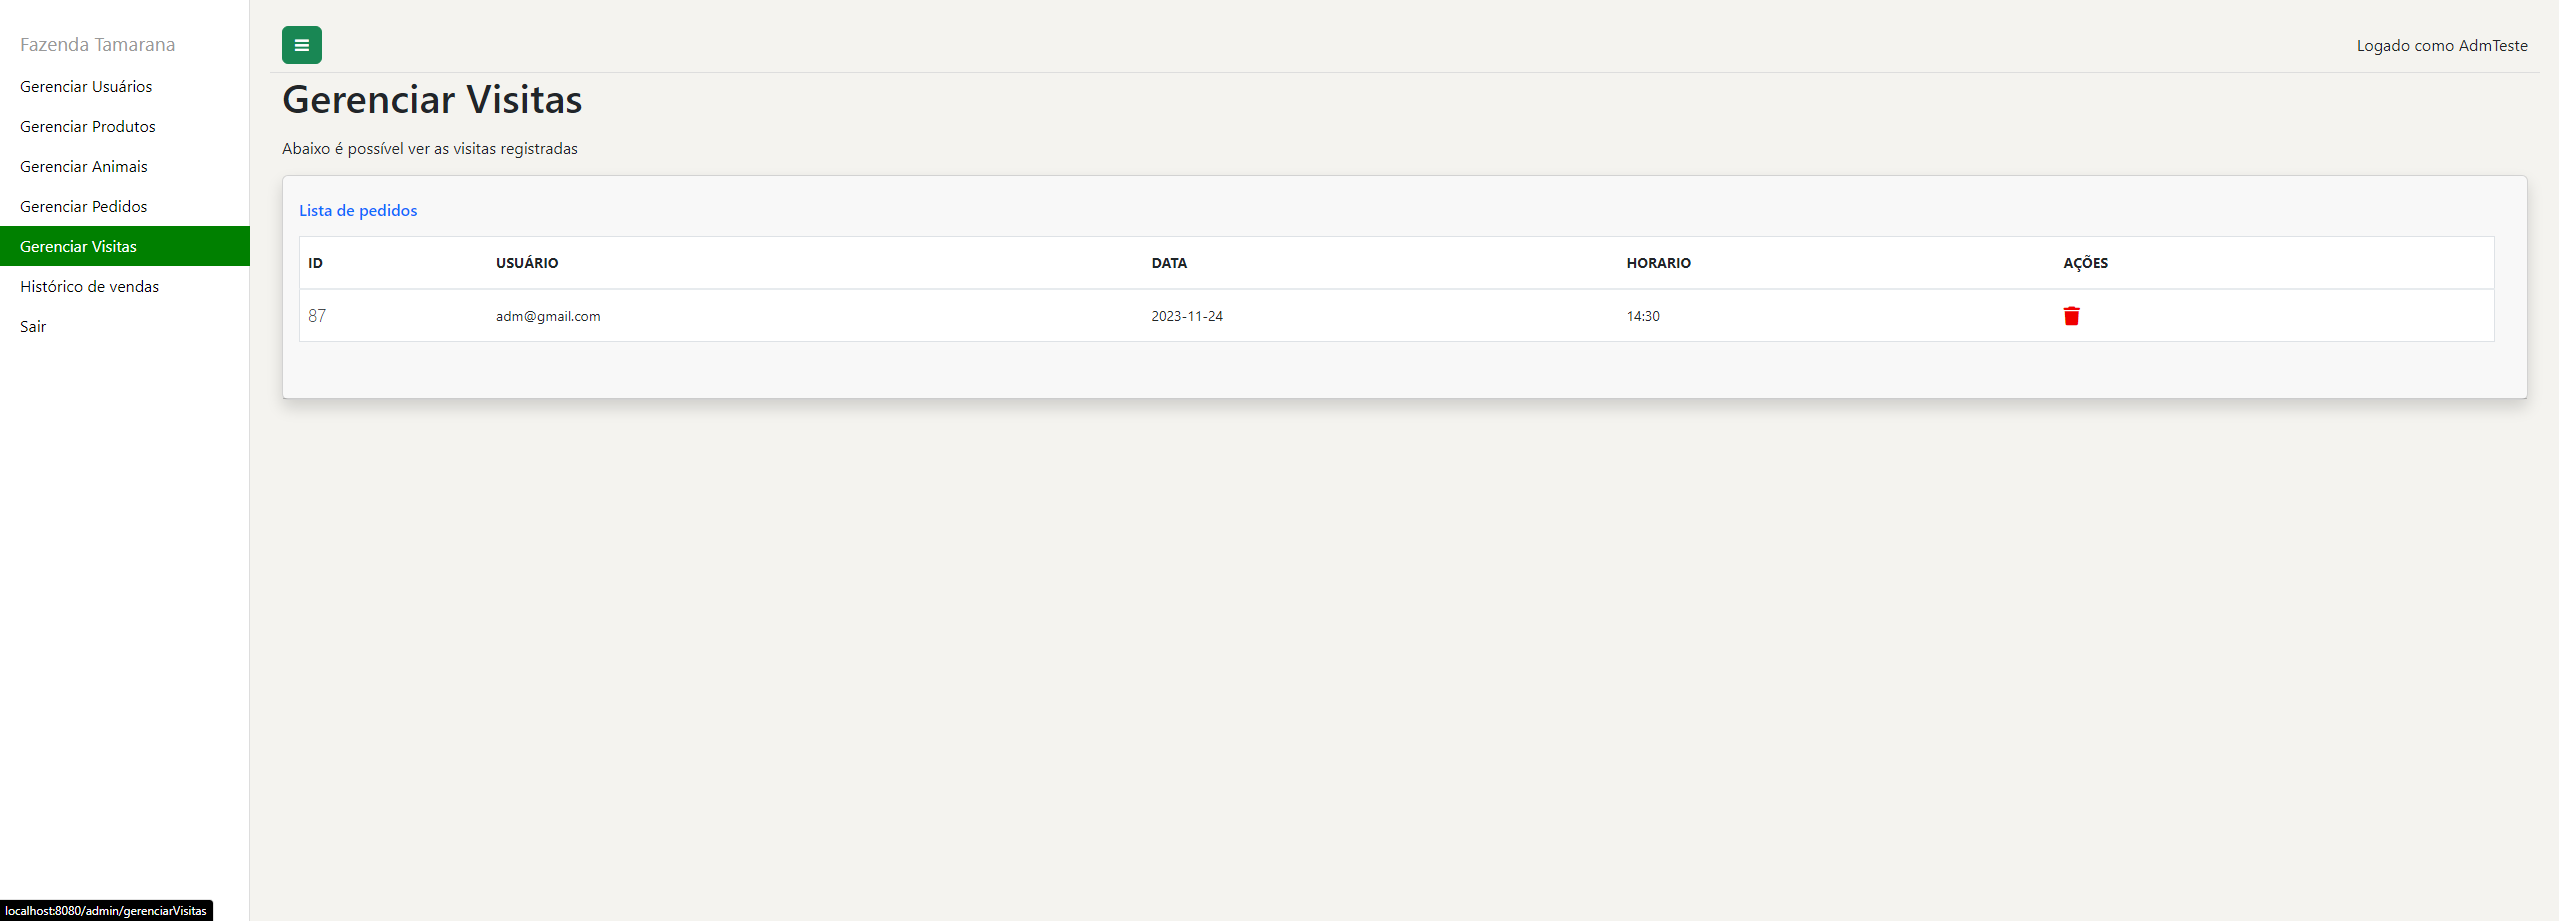 Fazenda Tamarana
Gerenciar Usuários
Gerenciar Produtos
Gerenciar Animais
Gerenciar Pedidos
Gerenciar Visitas
Histórico de vendas
Sair
Logado como AdmTeste
Gerenciar Visitas
Abaixo é possível ver as visitas registradas
Lista de pedidos
ID USUÁRIO DATA HORARIO AÇÕES
87 adm@gmail.com 2023-11-24 14:30
localhost:8080/admin/gerenciarVisitas